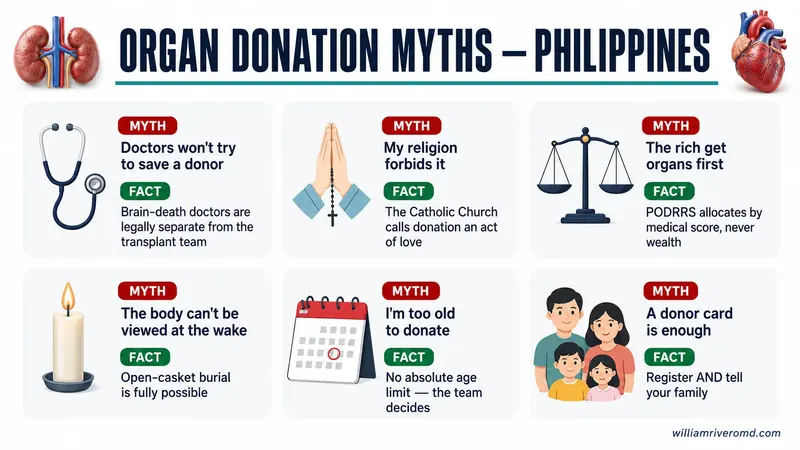 ORGAN DONATION MYTHS – PHILIPPINES
MYTH
Doctors won't try
to save a donor
FACT
Brain-death doctors are
legally separate from the
transplant team
MYTH
My religion
forbids it
FACT
The Catholic Church
calls donation an act
of love
MYTH
The rich get
organs first
FACT
PODRRS allocates by
medical score, never
wealth
MYTH
The body can't be
viewed at the wake
FACT
Open-casket burial
is fully possible
MYTH
I'm too old
to donate
FACT
No absolute age
limit — the team
decides
MYTH
A donor card
is enough
FACT
Register AND tell
your family
williamriveromd.com